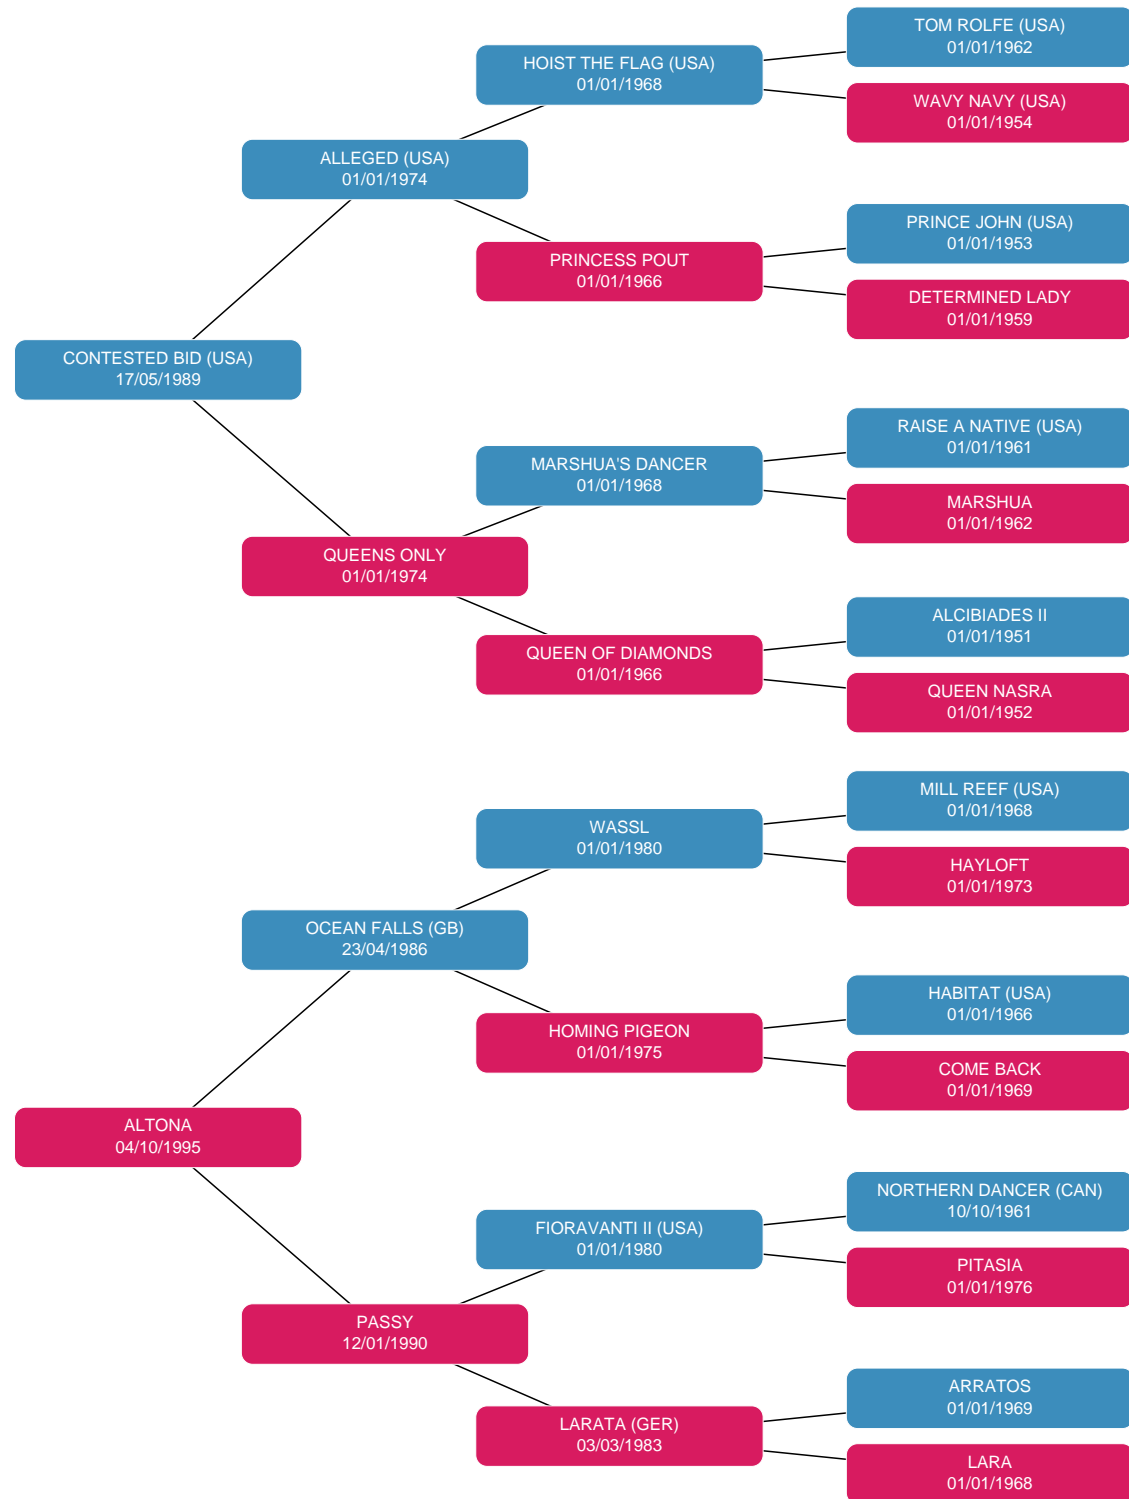 TOM ROLFE (USA)
01/01/1962
HOIST THE FLAG (USA)
01/01/1968
WAVY NAVY (USA)
01/01/1954
ALLEGED (USA)
01/01/1974
PRINCE JOHN (USA)
01/01/1953
PRINCESS POUT
01/01/1966
DETERMINED LADY
01/01/1959
CONTESTED BID (USA)
17/05/1989
RAISE A NATIVE (USA)
01/01/1961
MARSHUA'S DANCER
01/01/1968
MARSHUA
01/01/1962
QUEENS ONLY
01/01/1974
ALCIBIADES II
01/01/1951
QUEEN OF DIAMONDS
01/01/1966
QUEEN NASRA
01/01/1952
MILL REEF (USA)
01/01/1968
WASSL
01/01/1980
HAYLOFT
01/01/1973
OCEAN FALLS (GB)
23/04/1986
HABITAT (USA)
01/01/1966
HOMING PIGEON
01/01/1975
COME BACK
01/01/1969
ALTONA
04/10/1995
NORTHERN DANCER (CAN)
10/10/1961
FIORAVANTI II (USA)
01/01/1980
PITASIA
01/01/1976
PASSY
12/01/1990
ARRATOS
01/01/1969
LARATA (GER)
03/03/1983
LARA
01/01/1968